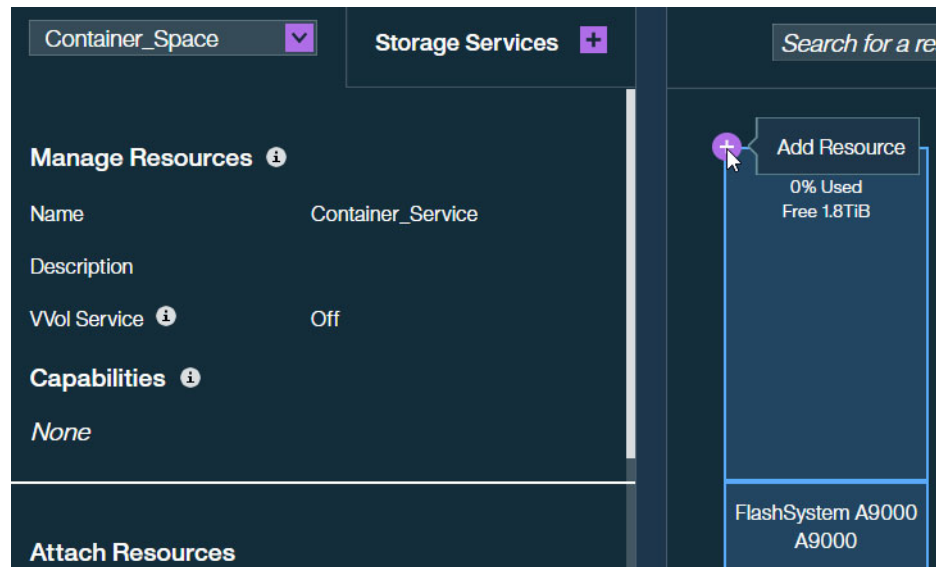 Container_Space
Storage Services
Manage Resources
Name Container_Service
Description
VVol Service Off
Capabilities
None
Attach Resources
Search for a re
Add Resource
0% Used
Free 1.8TiB
FlashSystem A9000
A9000